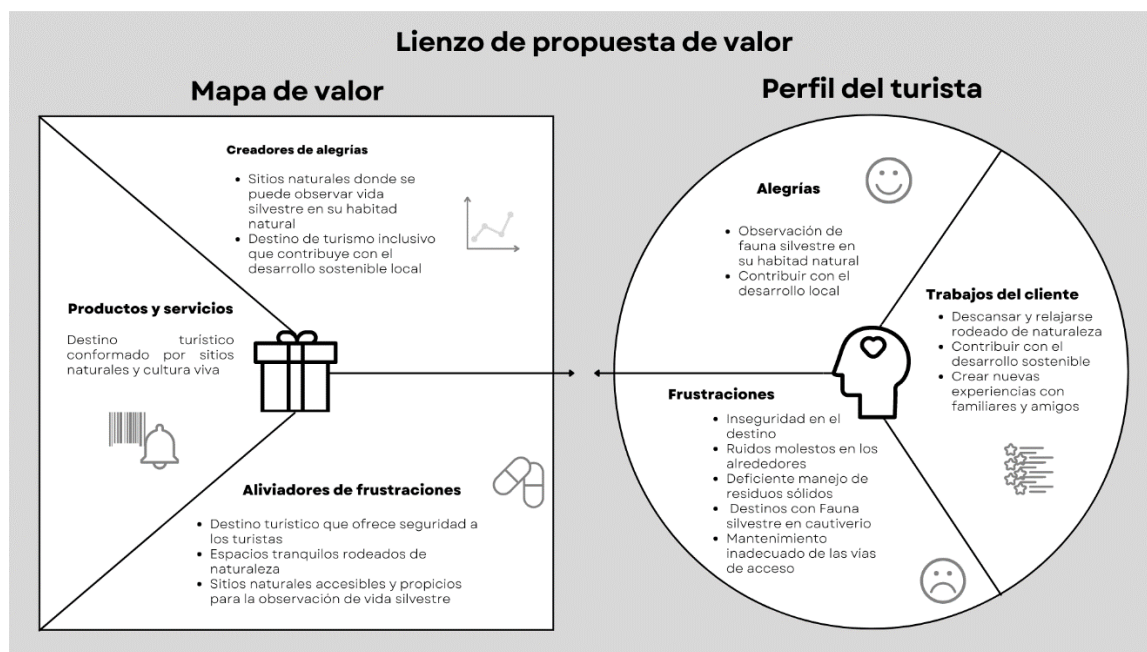 Lienzo de propuesta de valor
Mapa de valor
Creadores de alegrías
• Sitios naturales donde se
puede observar vida
silvestre en su habitad
natural
• Destino de turismo inclusivo
que contribuye con el
desarrollo sostenible local
Productos y servicios
Destino turístico
conformado por sitios
naturales y cultura viva
Aliviadores de frustraciones
• Destino turístico que ofrece seguridad a
los turistas
• Espacios tranquilos rodeados de
naturaleza
• Sitios naturales accesibles y propicios
para la observación de vida silvestre
Perfil del turista
Alegrías
• Observación de
fauna silvestre en
su habitad natural
• Contribuir con el
desarrollo local
Trabajos del cliente
• Descansar y relajarse
rodeado de naturaleza
• Contribuir con el
desarrollo sostenible
• Crear nuevas
experiencias con
familiares y amigos
Frustraciones
• Inseguridad en el
destino
• Ruidos molestos en los
alrededores
• Deficiente manejo de
residuos sólidos
• Destinos con Fauna
silvestre en cautiverio
• Mantenimiento
inadecuado de las vías
de acceso